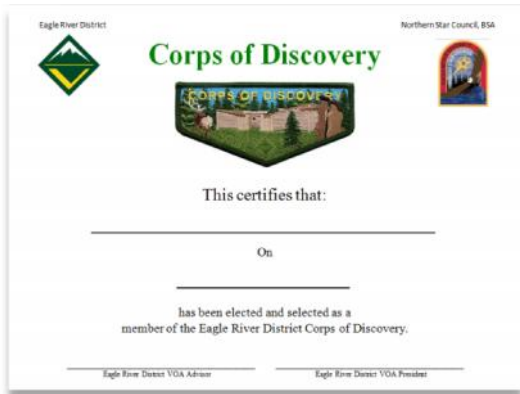 Eagle River District
Northern Star Council, BSA
Corps of Discovery
CORPS OF DISCOVERY
This certifies that:
On
has been elected and selected as a
member of the Eagle River District Corps of Discovery.
Eagle River District VOA Advisor
Eagle River District VOA President